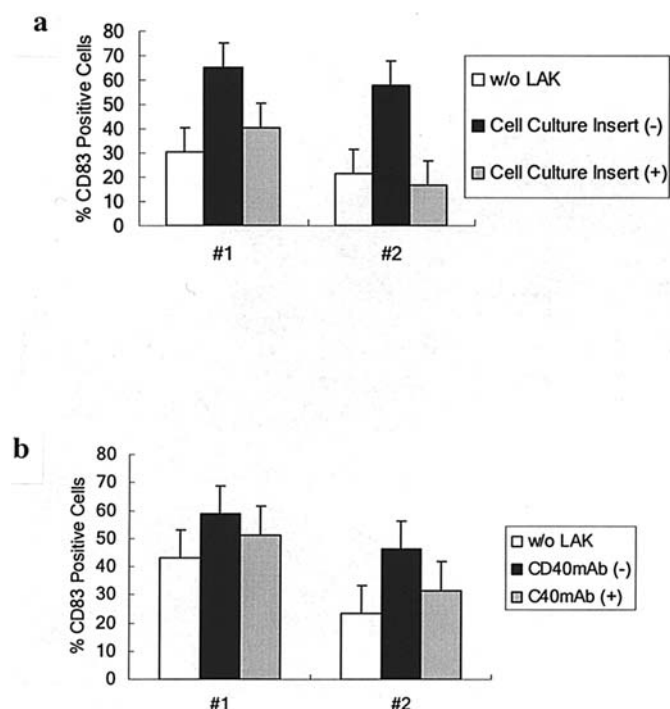 a
% CD83 Positive Cells
80
70
60
50
40
30
20
10
0
#1
#2
w/o LAK
Cell Culture Insert (-)
Cell Culture Insert (+)
b
% CD83 Positive Cells
80
70
60
50
40
30
20
10
0
#1
#2
w/o LAK
CD40mAb (-)
C40mAb (+)